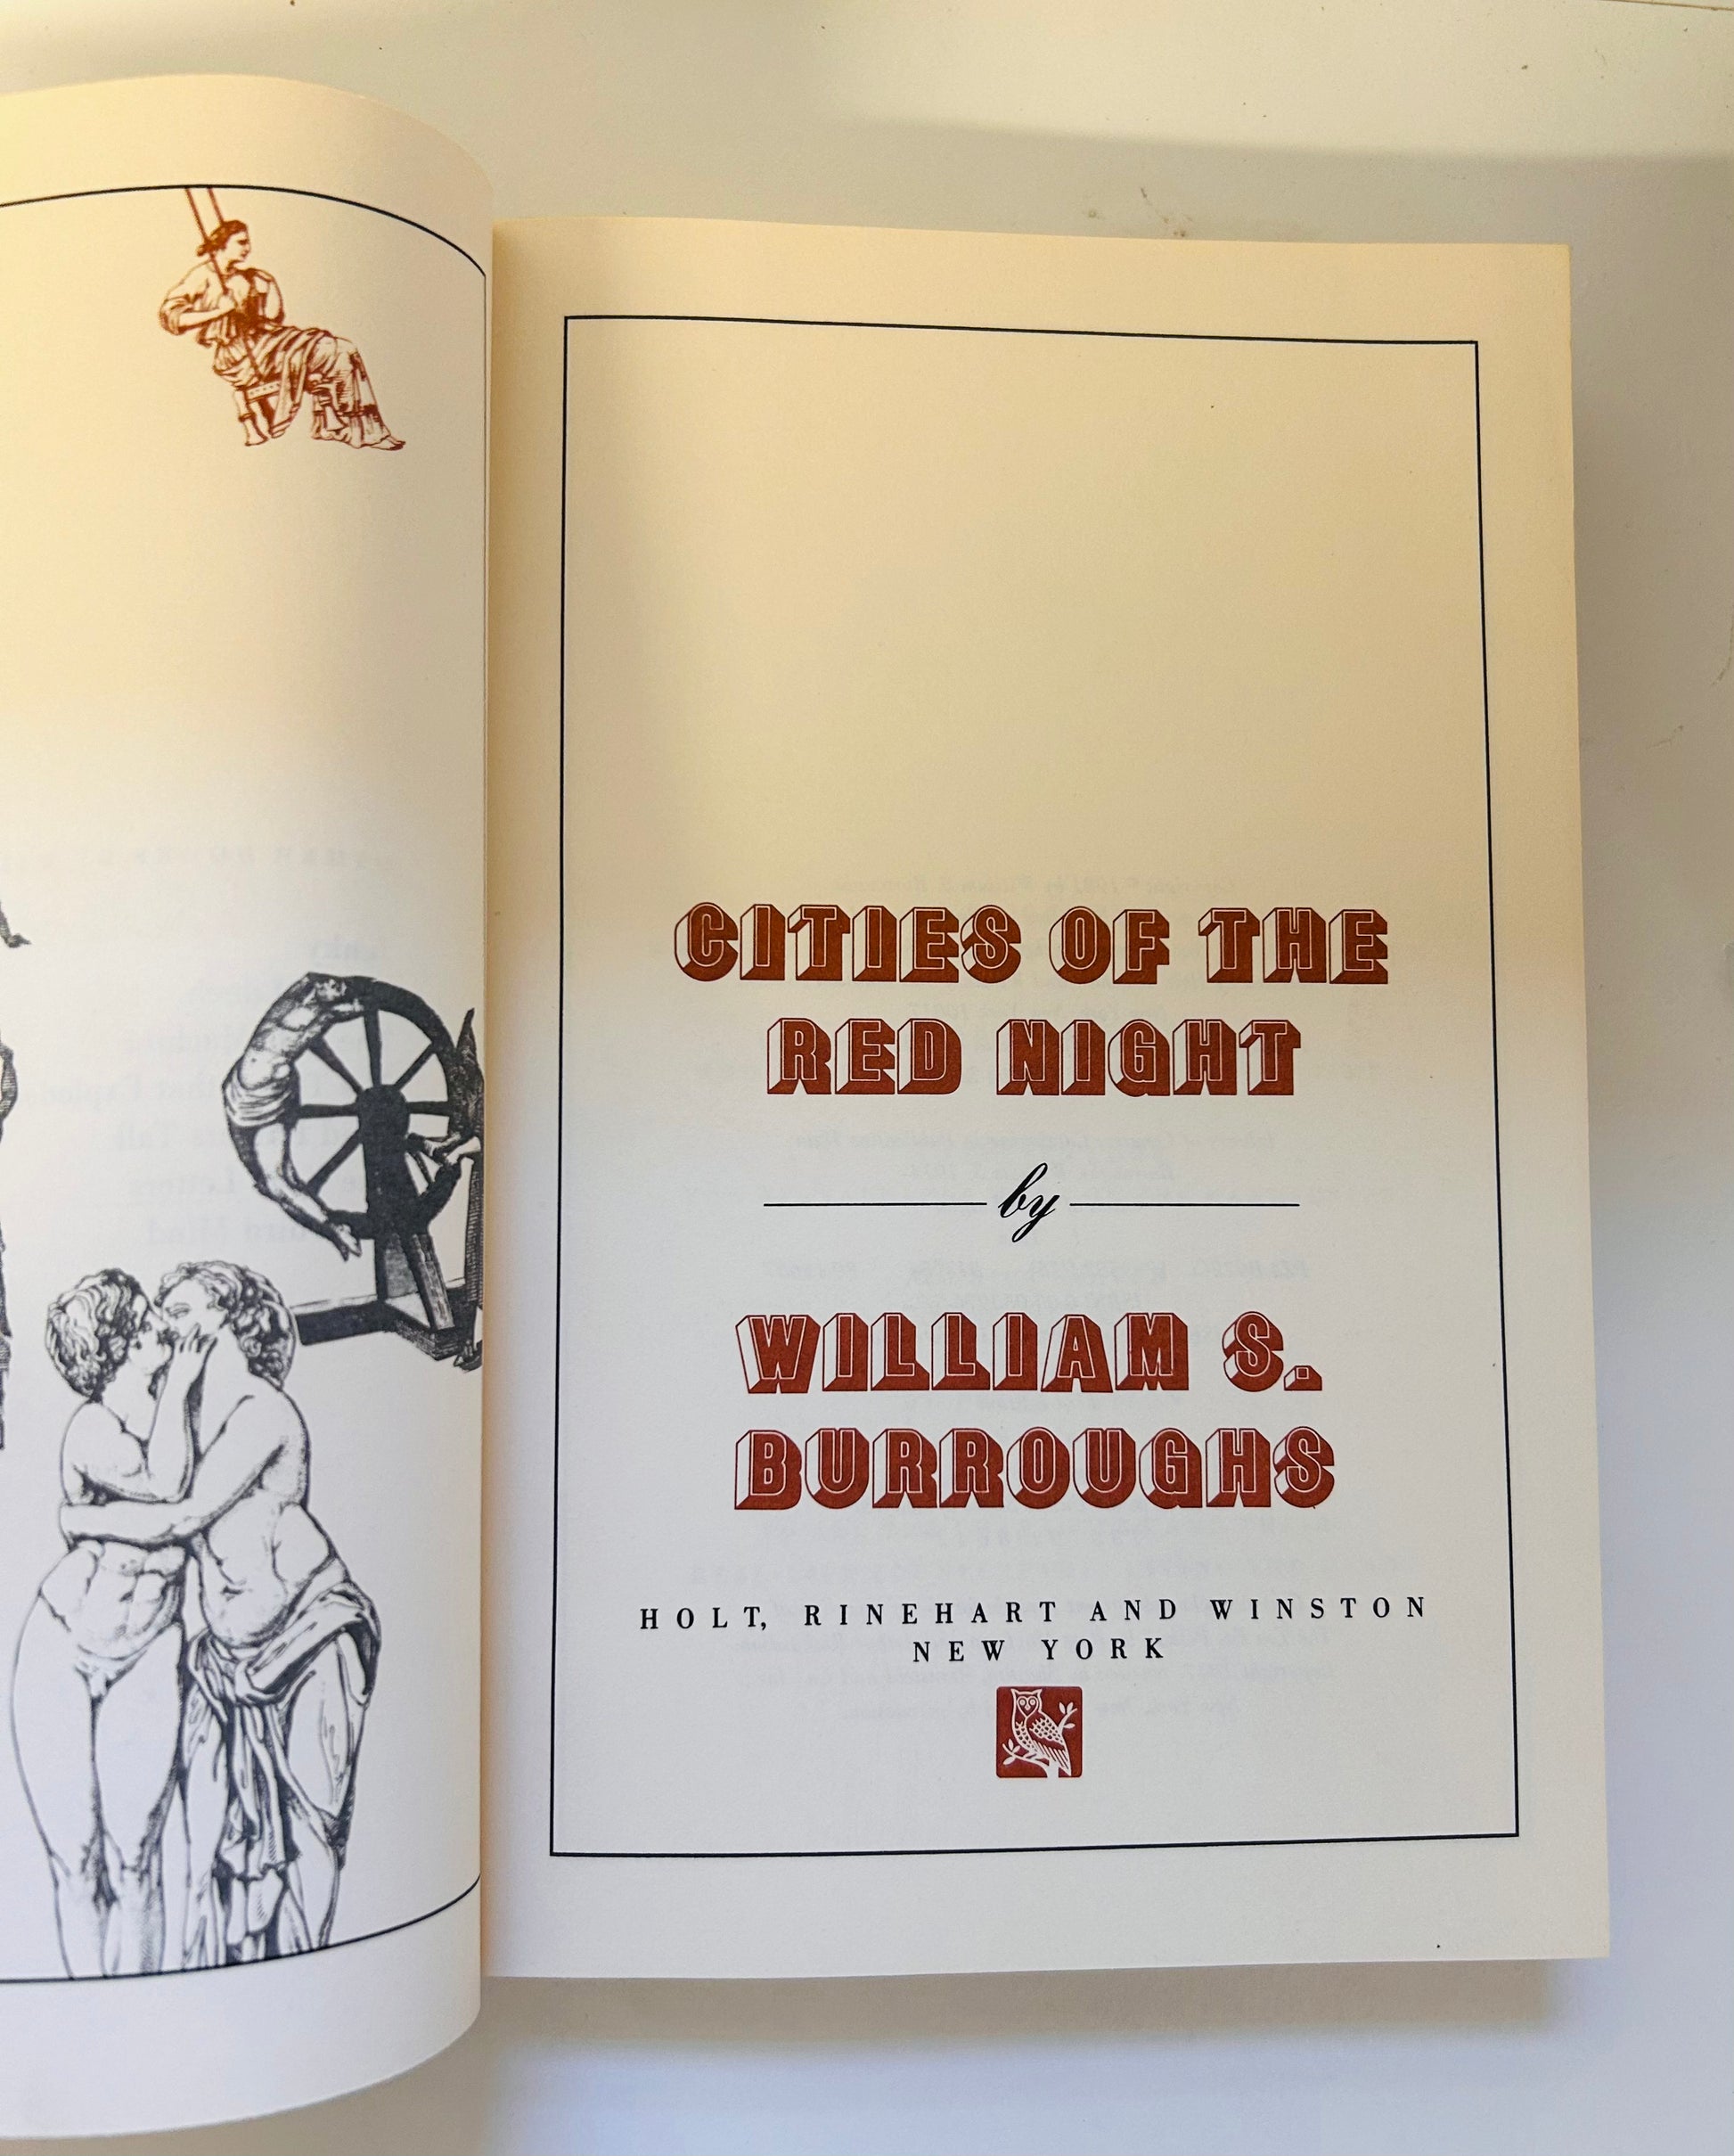 CITIES OF THE
RED NIGHT
by
WILLIAM S.
BURROUGHS
HOLT, RINEHART AND WINSTON
NEW YORK